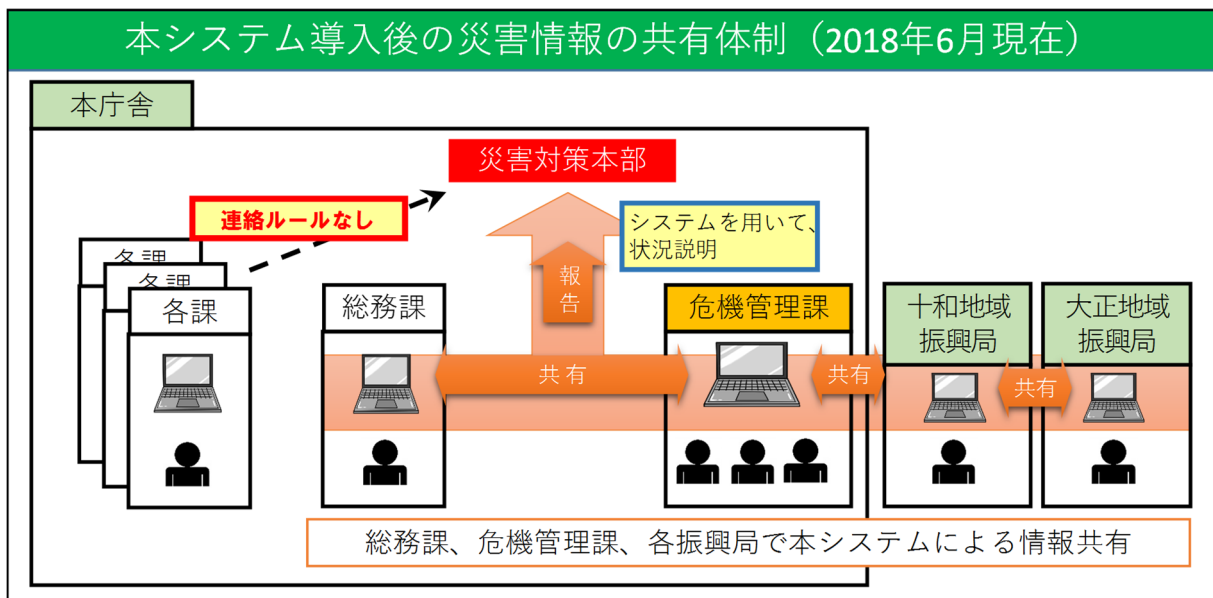 本システム導入後の災害情報の共有体制（2018年6月現在）
本庁舎
災害対策本部
連絡ルールなし
システムを用いて、
状況説明
各課
各課
各課
報告
総務課
危機管理課
十和地域
振興局
大正地域
振興局
共有
共有
共有
総務課、危機管理課、各振興局で本システムによる情報共有